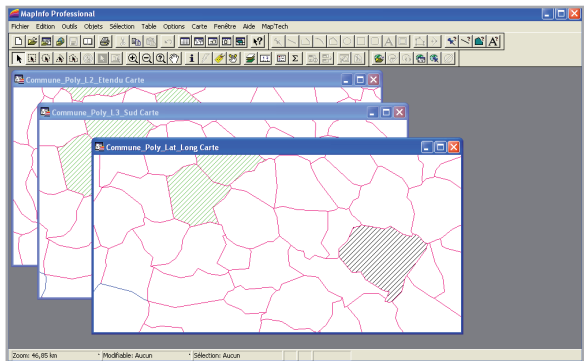 MapInfo Professional
Fichier Edition Outils Objets Sélection Table Options Carte Fenêtre Aide MapTech
Commune_Poly_L2_Etendu Carte
Commune_Poly_L3_Sud Carte
Commune_Poly_Lat_Long Carte
Zoom: 46,85 km Modifiable: Aucun Sélection: Aucun